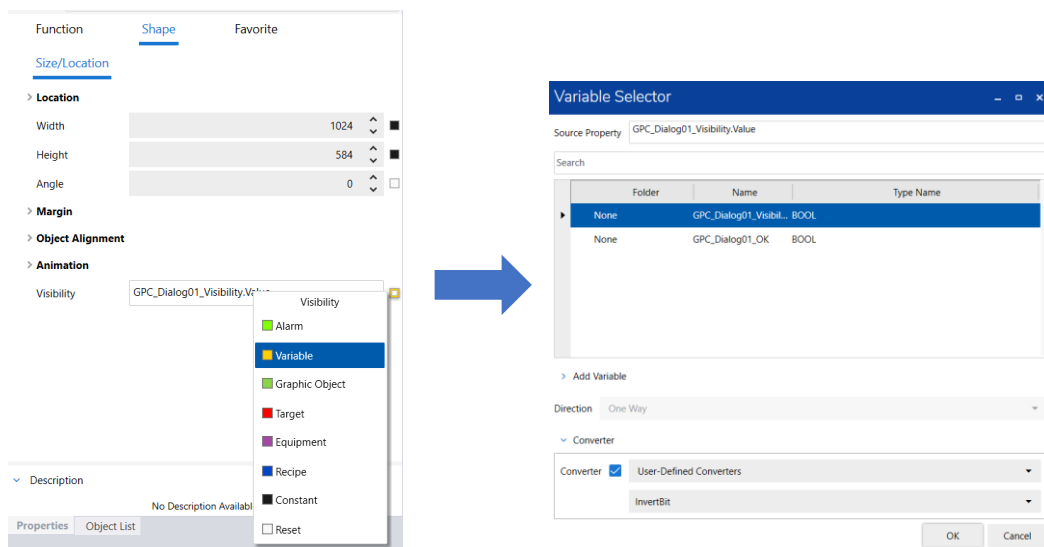 Function Shape Favorite
Size/Location
Location
Width 1024
Height 584
Angle 0
Margin
Object Alignment
Animation
Visibility GPC_Dialog01_Visibility.Value
Visibility
Alarm
Variable
Graphic Object
Target
Equipment
Recipe
Constant
Reset
Description
No Description Availabl
Properties Object List
Variable Selector
Source Property GPC_Dialog01_Visibility.Value
Search
Folder Name Type Name
None GPC_Dialog01_Visibil... BOOL
None GPC_Dialog01_OK BOOL
Add Variable
Direction One Way
Converter
Converter User-Defined Converters
InvertBit
OK Cancel